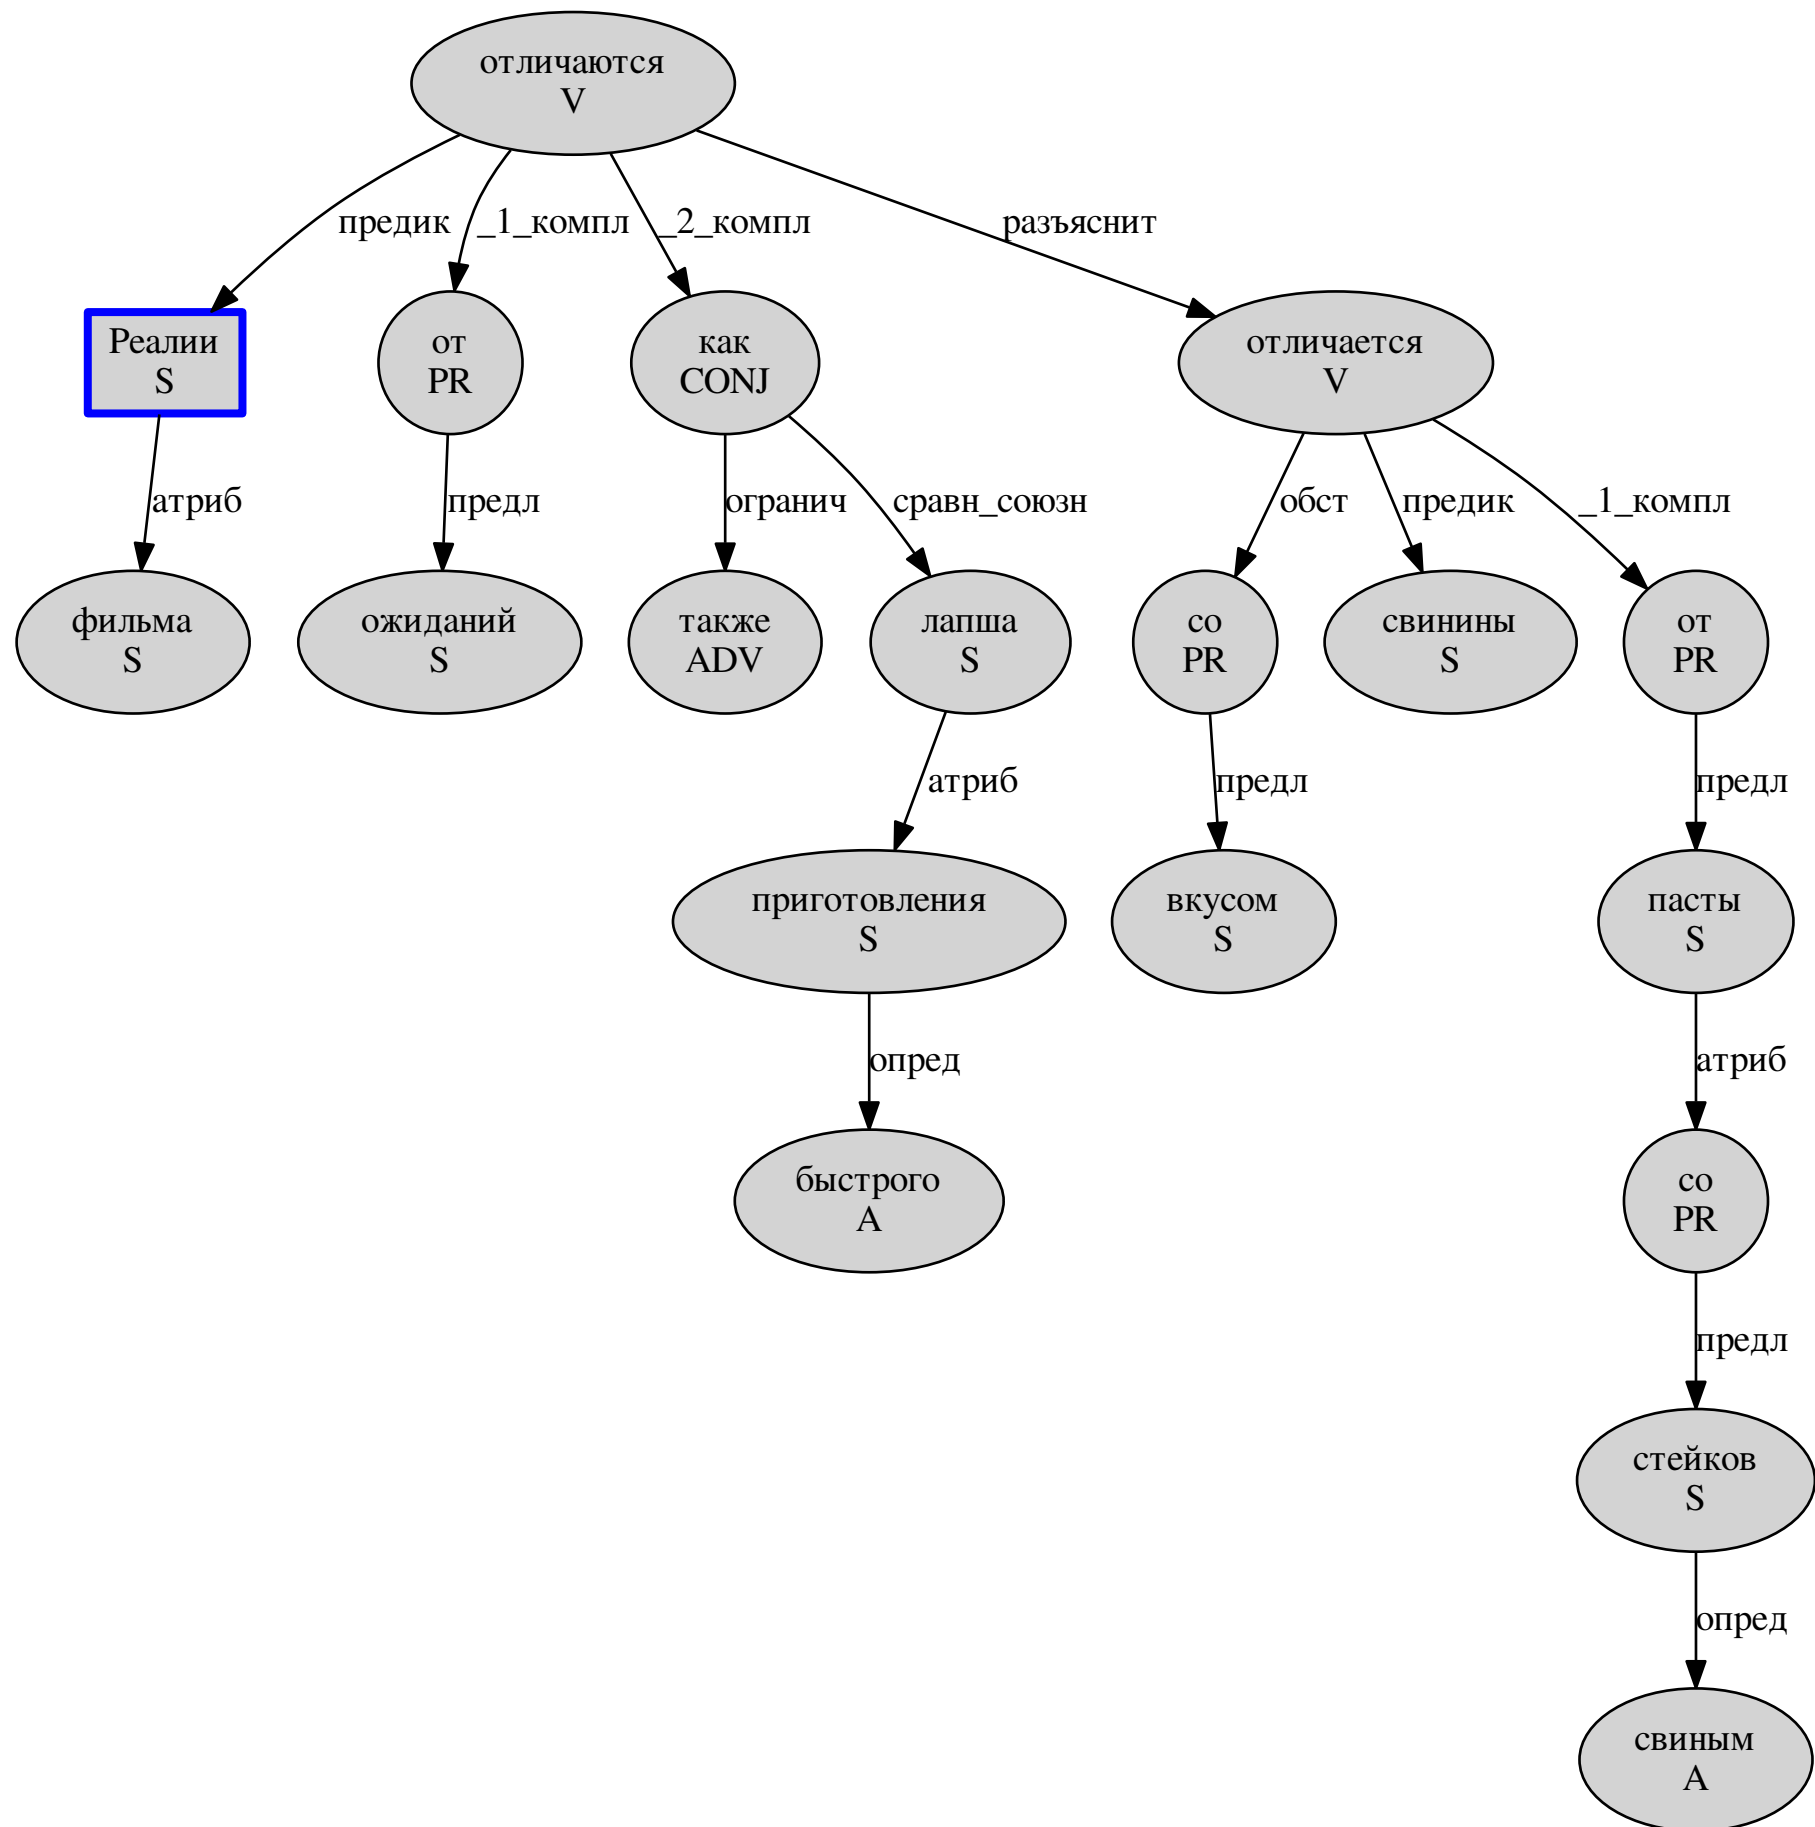 отличаются
V
предик
_1_компл
_2_компл
разъяснит
Реалии
S
от
PR
как
CONJ
отличается
V
атриб
предл
огранич
сравн_союзн
обст
предик
_1_компл
фильма
S
ожиданий
S
также
ADV
лапша
S
со
PR
свинины
S
от
PR
атриб
предл
предл
приготовления
S
вкусом
S
пасты
S
опред
атриб
быстрого
A
со
PR
предл
стейков
S
опред
свиным
A